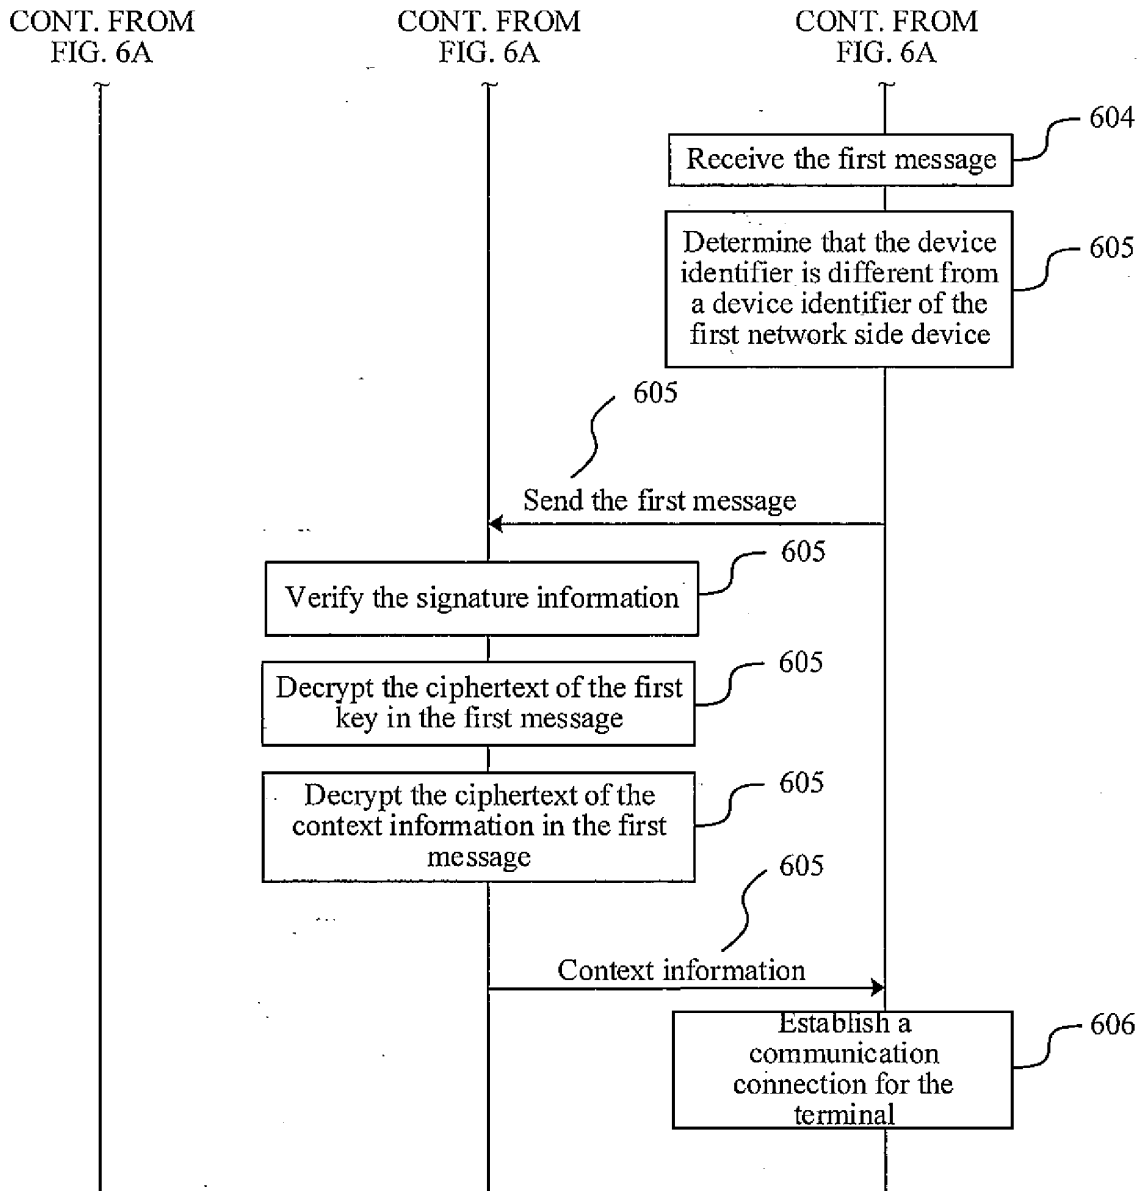 CONT. FROM
FIG. 6A
CONT. FROM
FIG. 6A
CONT. FROM
FIG. 6A
604
Receive the first message
Determine that the device
identifier is different from
a device identifier of the
first network side device
605
605
Send the first message
605
Verify the signature information
605
Decrypt the ciphertext of the first
key in the first message
605
Decrypt the ciphertext of the
context information in the first
message
605
Context information
Establish a
communication
connection for the
terminal
606